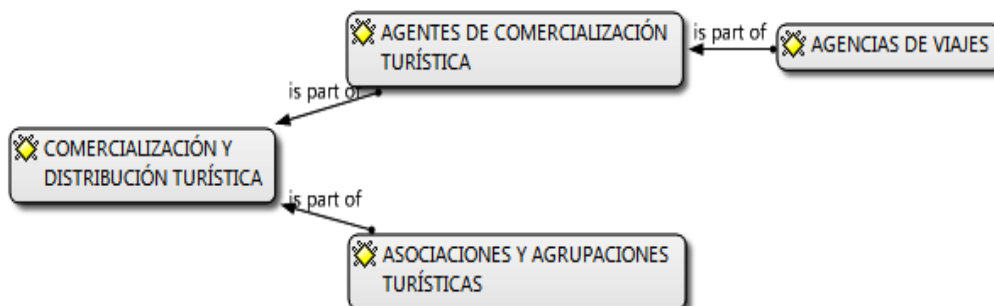 AGENTES DE COMERCIALIZACIÓN
TURÍSTICA
is part of
AGENCIAS DE VIAJES
is part of
COMERCIALIZACIÓN Y
DISTRIBUCIÓN TURÍSTICA
is part of
ASOCIACIONES Y AGRUPACIONES
TURÍSTICAS